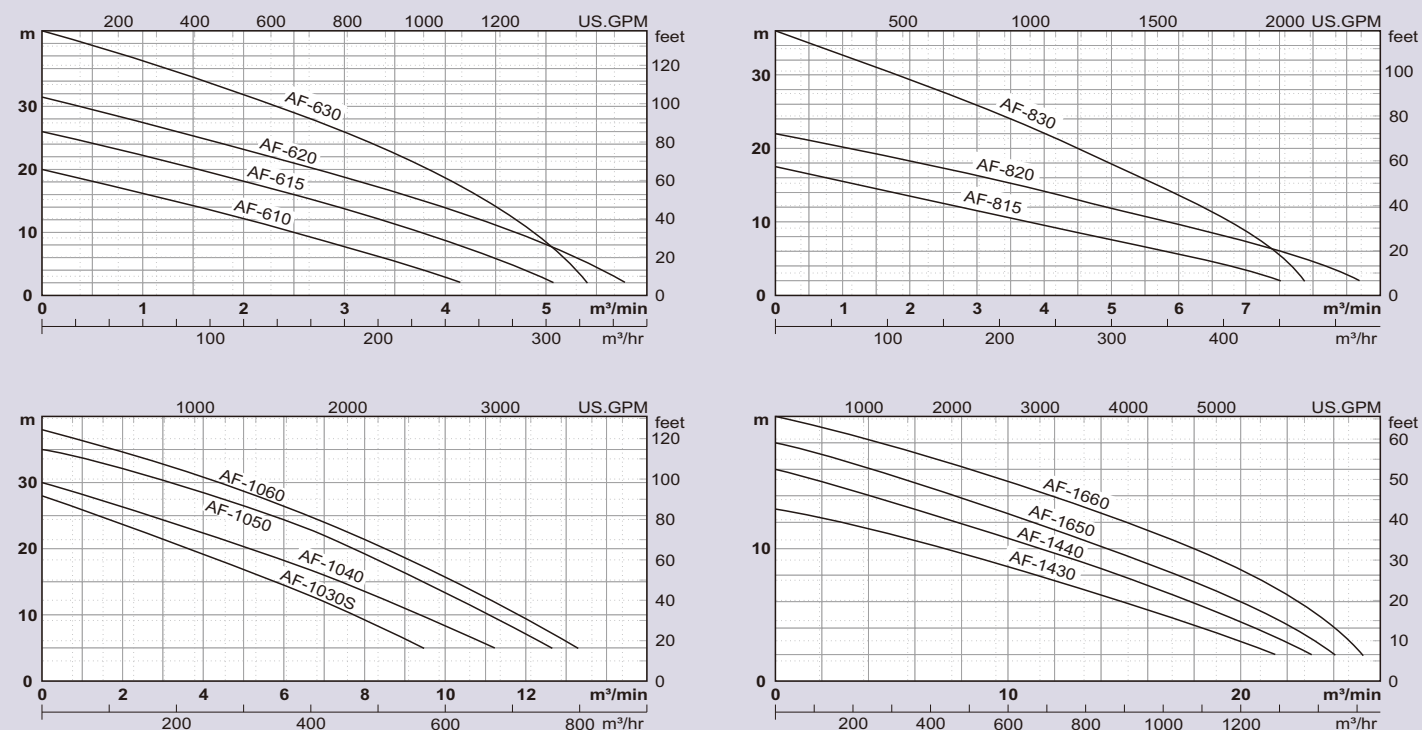 200 400 600 800 1000 1200 US.GPM
m
feet
120
100
80
60
40
20
0
30
20
10
0
AF-630
AF-620
AF-615
AF-610
0 1 2 3 4 5 m³/min
100 200 300 m³/hr
500 1000 1500 2000 US.GPM
m
feet
100
80
60
40
20
0
30
20
10
0
AF-830
AF-820
AF-815
0 1 2 3 4 5 6 7 m³/min
100 200 300 400 m³/hr
1000 2000 3000 US.GPM
m
feet
120
100
80
60
40
20
0
30
20
10
0
AF-1060
AF-1050
AF-1040
AF-1030S
0 2 4 6 8 10 12 m³/min
200 400 600 800 m³/hr
1000 2000 3000 4000 5000 US.GPM
m
feet
60
50
40
30
20
10
0
10
0
AF-1660
AF-1650
AF-1440
AF-1430
0 10 20 m³/min
200 400 600 800 1000 1200 m³/hr